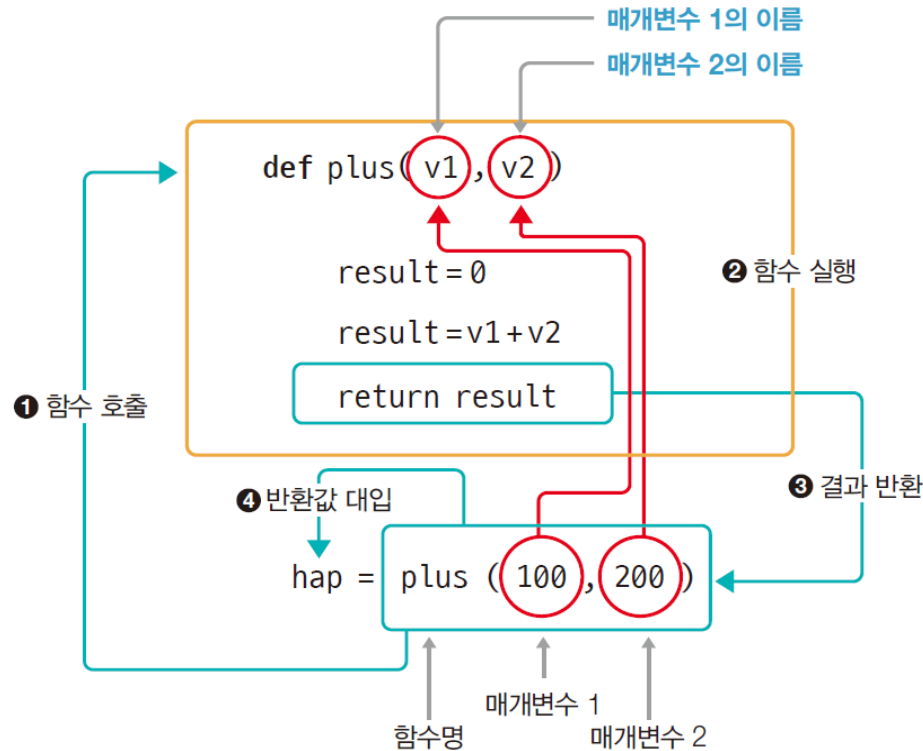 매개변수 1의 이름
매개변수 2의 이름
def plus(v1,v2)
result=0
❷ 함수 실행
result=v1+v2
return result
❶ 함수 호출
❸ 결과 반환
❹ 반환값 대입
hap = plus (100,200)
매개변수 1
함수명
매개변수 2